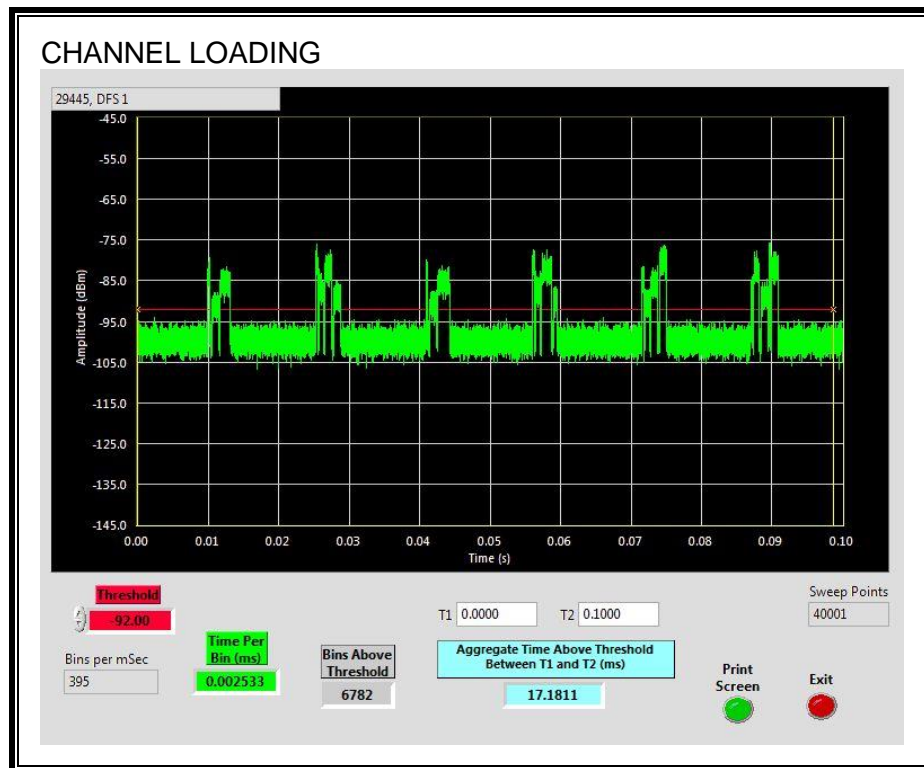 CHANNEL LOADING
29445, DFS 1
-45.0
-55.0
-65.0
-75.0
-85.0
-95.0
-105.0
-115.0
-125.0
-135.0
-145.0
Amplitude (dBm)
0.00 0.01 0.02 0.03 0.04 0.05 0.06 0.07 0.08 0.09 0.10
Time (s)
Threshold
-92.00
Bins per mSec
395
Time Per
Bin (ms)
0.002533
Bins Above
Threshold
6782
T1 0.0000 T2 0.1000
Aggregate Time Above Threshold
Between T1 and T2 (ms)
17.1811
Sweep Points
40001
Print
Screen
Exit